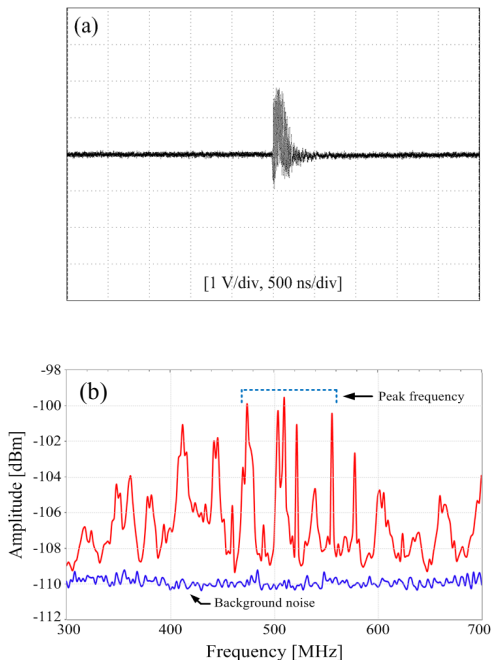 (a)
[1 V/div, 500 ns/div]
-98
(b)
Peak frequency
-100
-102
-104
-106
-108
-110
-112
Background noise
Amplitude [dBm]
300 400 500 600 700
Frequency [MHz]